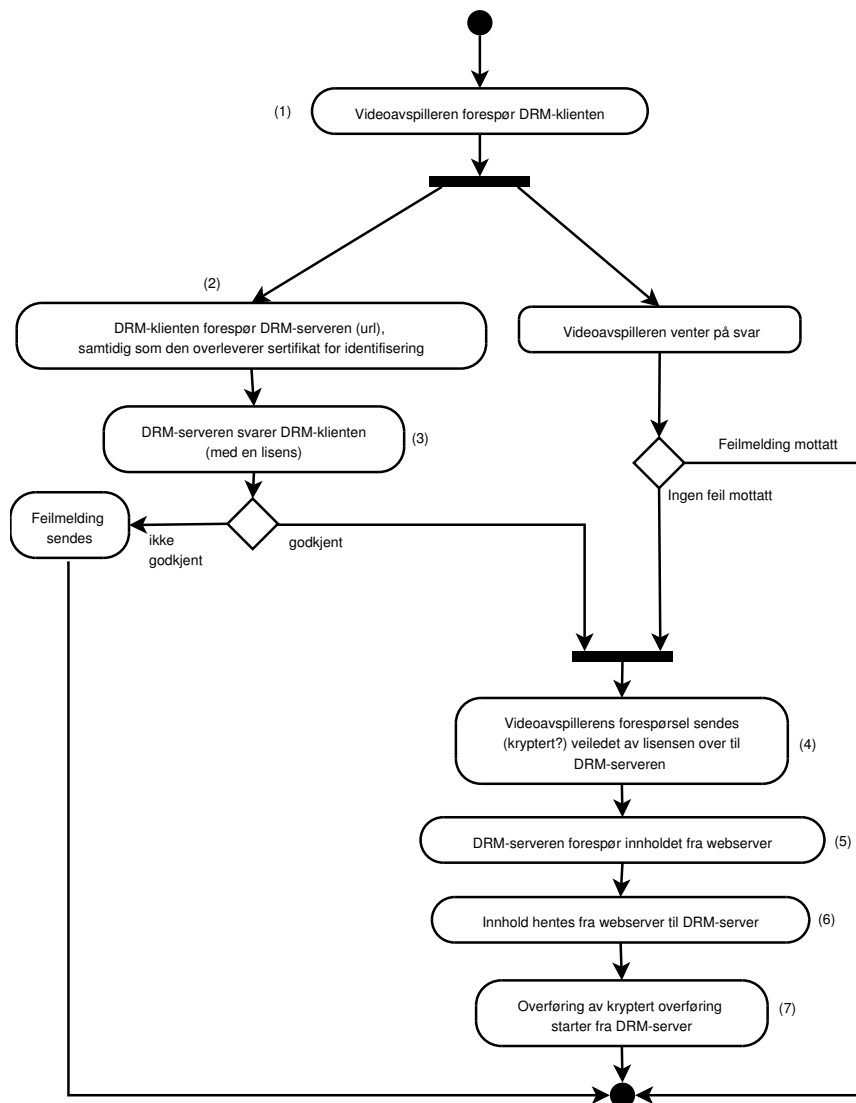 (1)
Videoavspilleren forespør DRM-klienten
(2)
DRM-klienten forespør DRM-serveren (url),
samtidig som den overleverer sertifikat for identifisering
Videoavspilleren venter på svar
DRM-serveren svarer DRM-klienten
(med en lisens)
(3)
Feilmelding mottatt
Ingen feil mottatt
Feilmelding
sendes
ikke
godkjent
godkjent
Videoavspillerens forespørsel sendes
(kryptert?) veiledet av lisensen over til
DRM-serveren
(4)
DRM-serveren forespør innholdet fra webserver
(5)
Innhold hentes fra webserver til DRM-server
(6)
Overføring av kryptert overføring
starter fra DRM-server
(7)